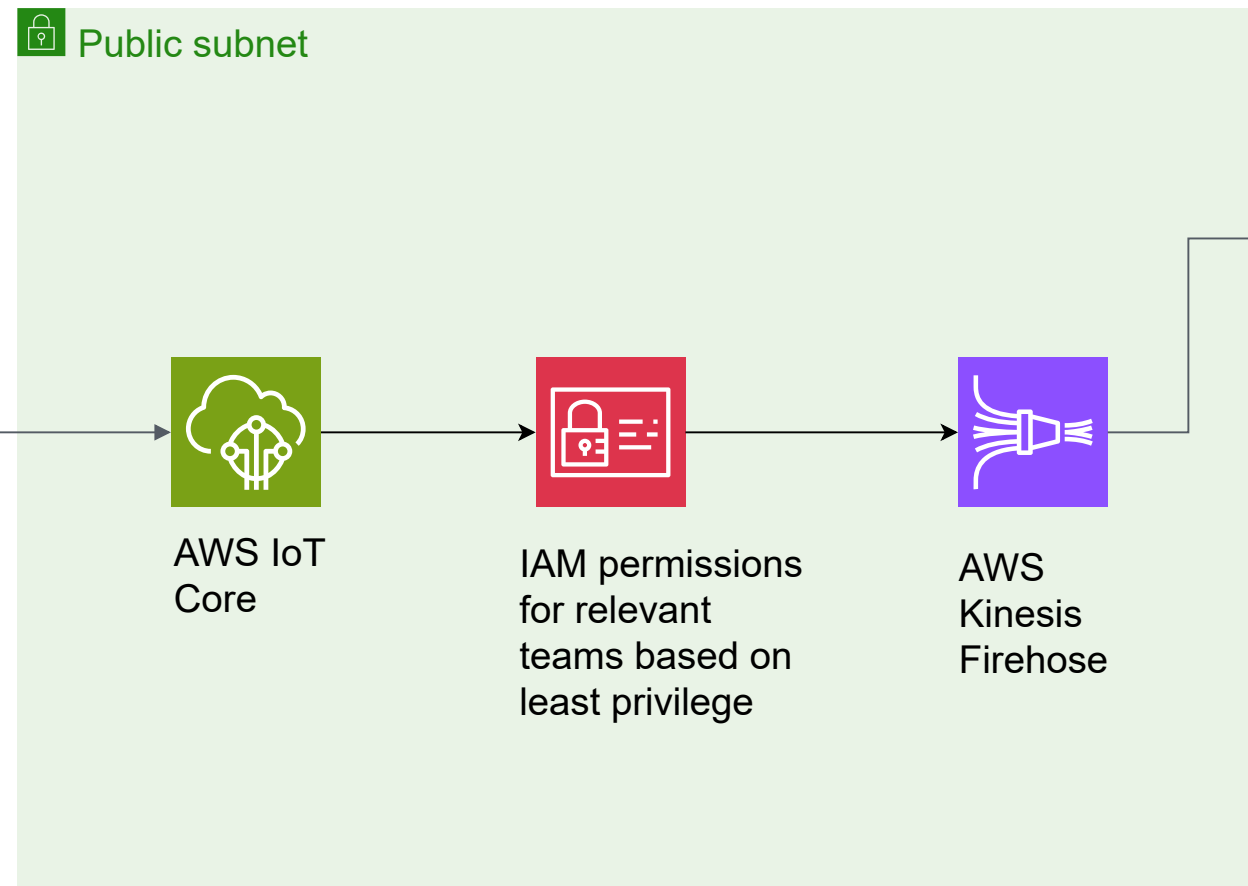 Public subnet
AWS IoT
Core
IAM permissions
for relevant
teams based on
least privilege
AWS
Kinesis
Firehose